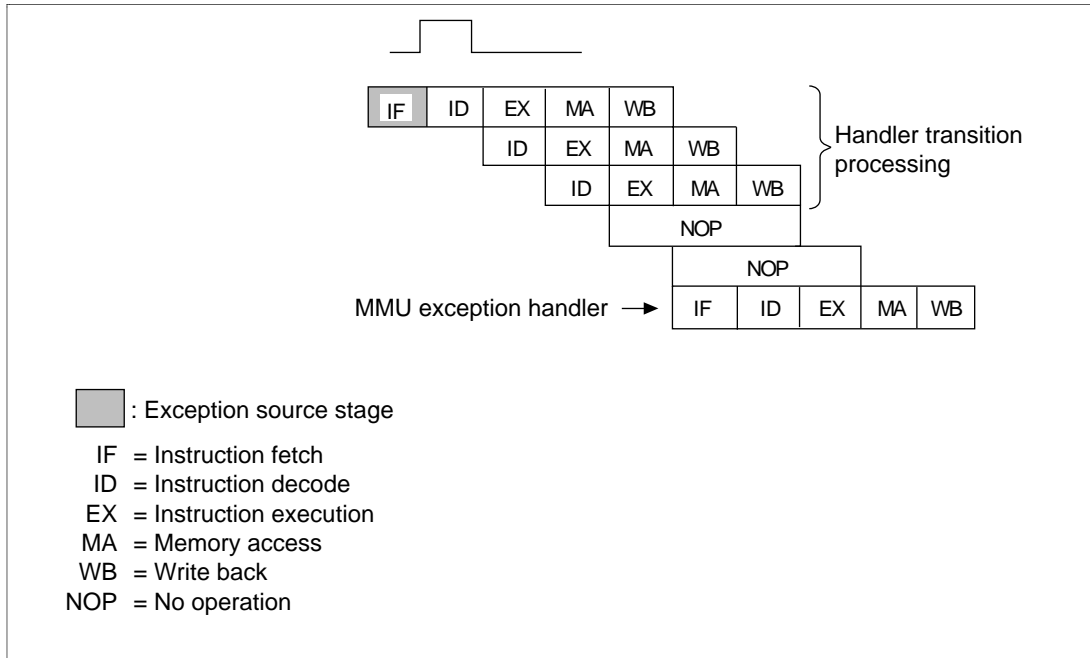 IF ID EX MA WB
ID EX MA WB
Handler transition
processing
ID EX MA WB
NOP
NOP
MMU exception handler IF ID EX MA WB
: Exception source stage
IF = Instruction fetch
ID = Instruction decode
EX = Instruction execution
MA = Memory access
WB = Write back
NOP = No operation